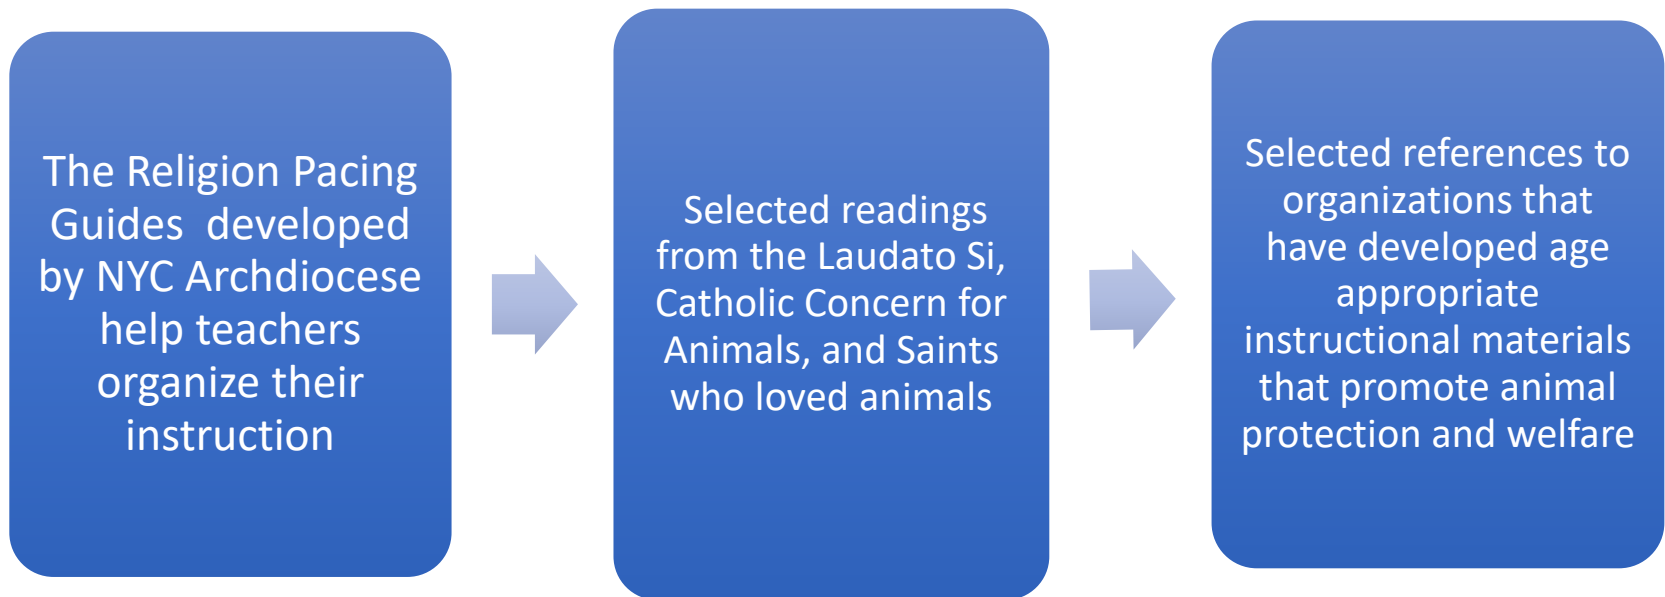 The Religion Pacing
Guides  developed
by NYC Archdiocese
help teachers
organize their
instruction
Selected readings
from the Laudato Si,
Catholic Concern for
Animals, and Saints
who loved animals
Selected references to
organizations that
have developed age
appropriate
instructional materials
that promote animal
protection and welfare